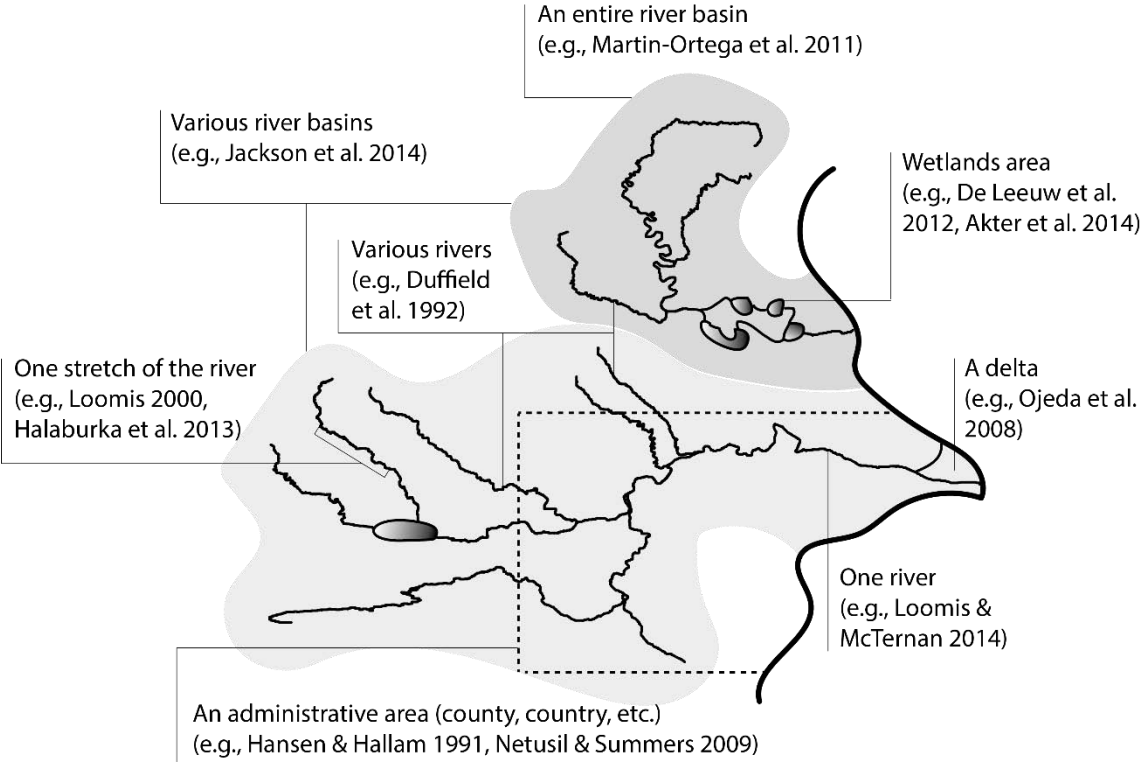 An entire river basin
(e.g., Martin-Ortega et al. 2011)
Various river basins
(e.g., Jackson et al. 2014)
Wetlands area
(e.g., De Leeuw et al.
2012, Akter et al. 2014)
Various rivers
(e.g., Duffield
et al. 1992)
One stretch of the river
(e.g., Loomis 2000,
Halaburka et al. 2013)
A delta
(e.g., Ojeda et al.
2008)
One river
(e.g., Loomis &
McTernan 2014)
An administrative area (county, country, etc.)
(e.g., Hansen & Hallam 1991, Netusil & Summers 2009)